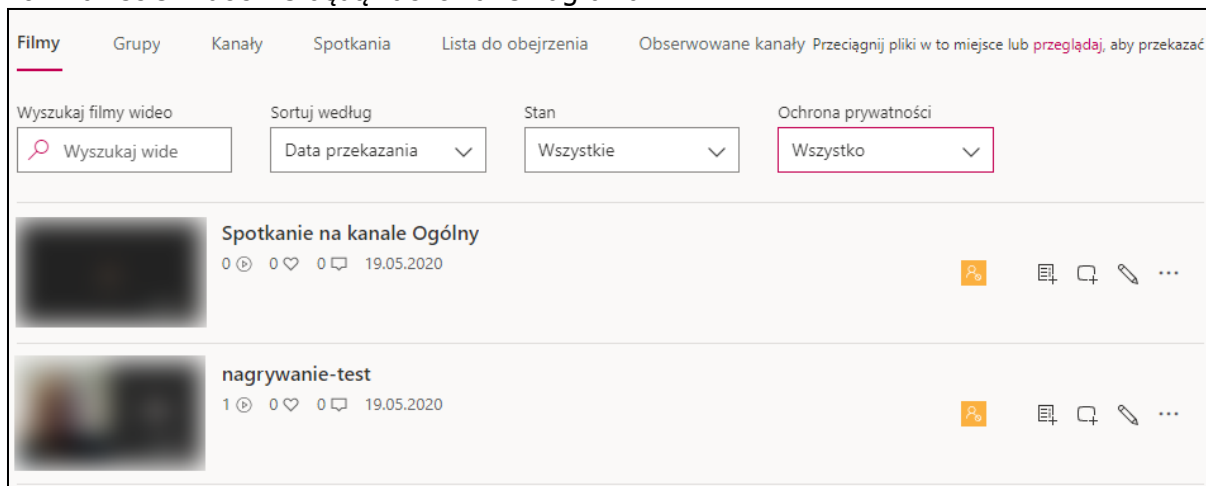 Filmy Grupy Kanały Spotkania Lista do obejrzenia Obserwowane kanały Przeciągnij pliki w to miejsce lub przeglądaj, aby przekazać
Wyszukaj filmy wideo Sortuj według Stan Ochrona prywatności
Wyszukaj wide Data przekazania Wszystkie Wszystko
Spotkanie na kanale Ogólny
0 0 0 19.05.2020
nagrywanie-test
1 0 0 19.05.2020